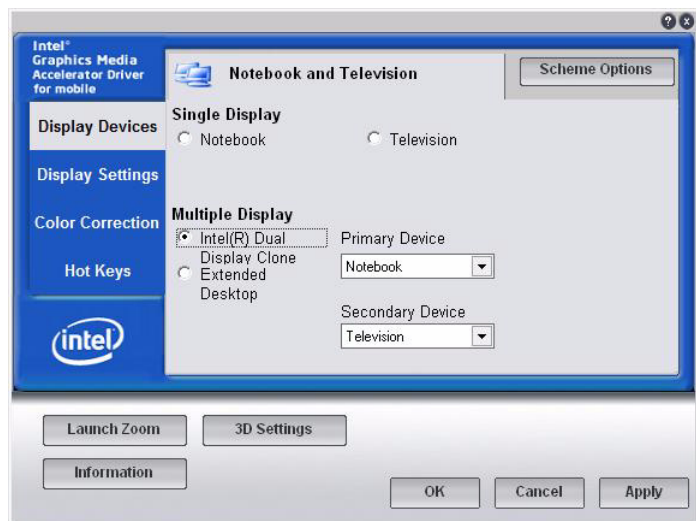 Intel®
Graphics Media
Accelerator Driver
for mobile
Notebook and Television
Scheme Options
Display Devices
Display Settings
Color Correction
Hot Keys
intel
Single Display
Notebook
Television
Multiple Display
Intel(R) Dual
Display Clone
Extended
Desktop
Primary Device
Notebook
Secondary Device
Television
Launch Zoom
3D Settings
Information
OK
Cancel
Apply